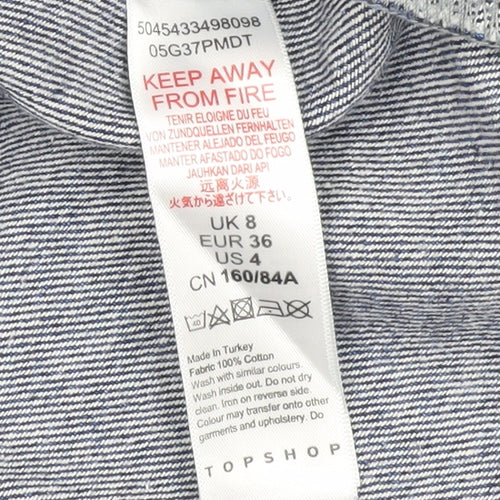 5045433498098
05G37PMDT
KEEP AWAY
FROM FIRE
TENIR ELOIGNE DU FEU
VON ZUNDQUELLEN FERNHALTEN
MANTENER ALEJADO DEL FEUGO
MANTER AFASTADO DO FOGO
JAUHKAN DARI API
远离火源
火気から遠ざけて下さい。
UK 8
EUR 36
US 4
CN 160/84A
40
Made In Turkey
Fabric 100% Cotton
Wash with similar colours.
Wash inside out. Do not dry
clean. Iron on reverse side.
Colour may transfer onto other
garments and upholstery.
TOPSHOP